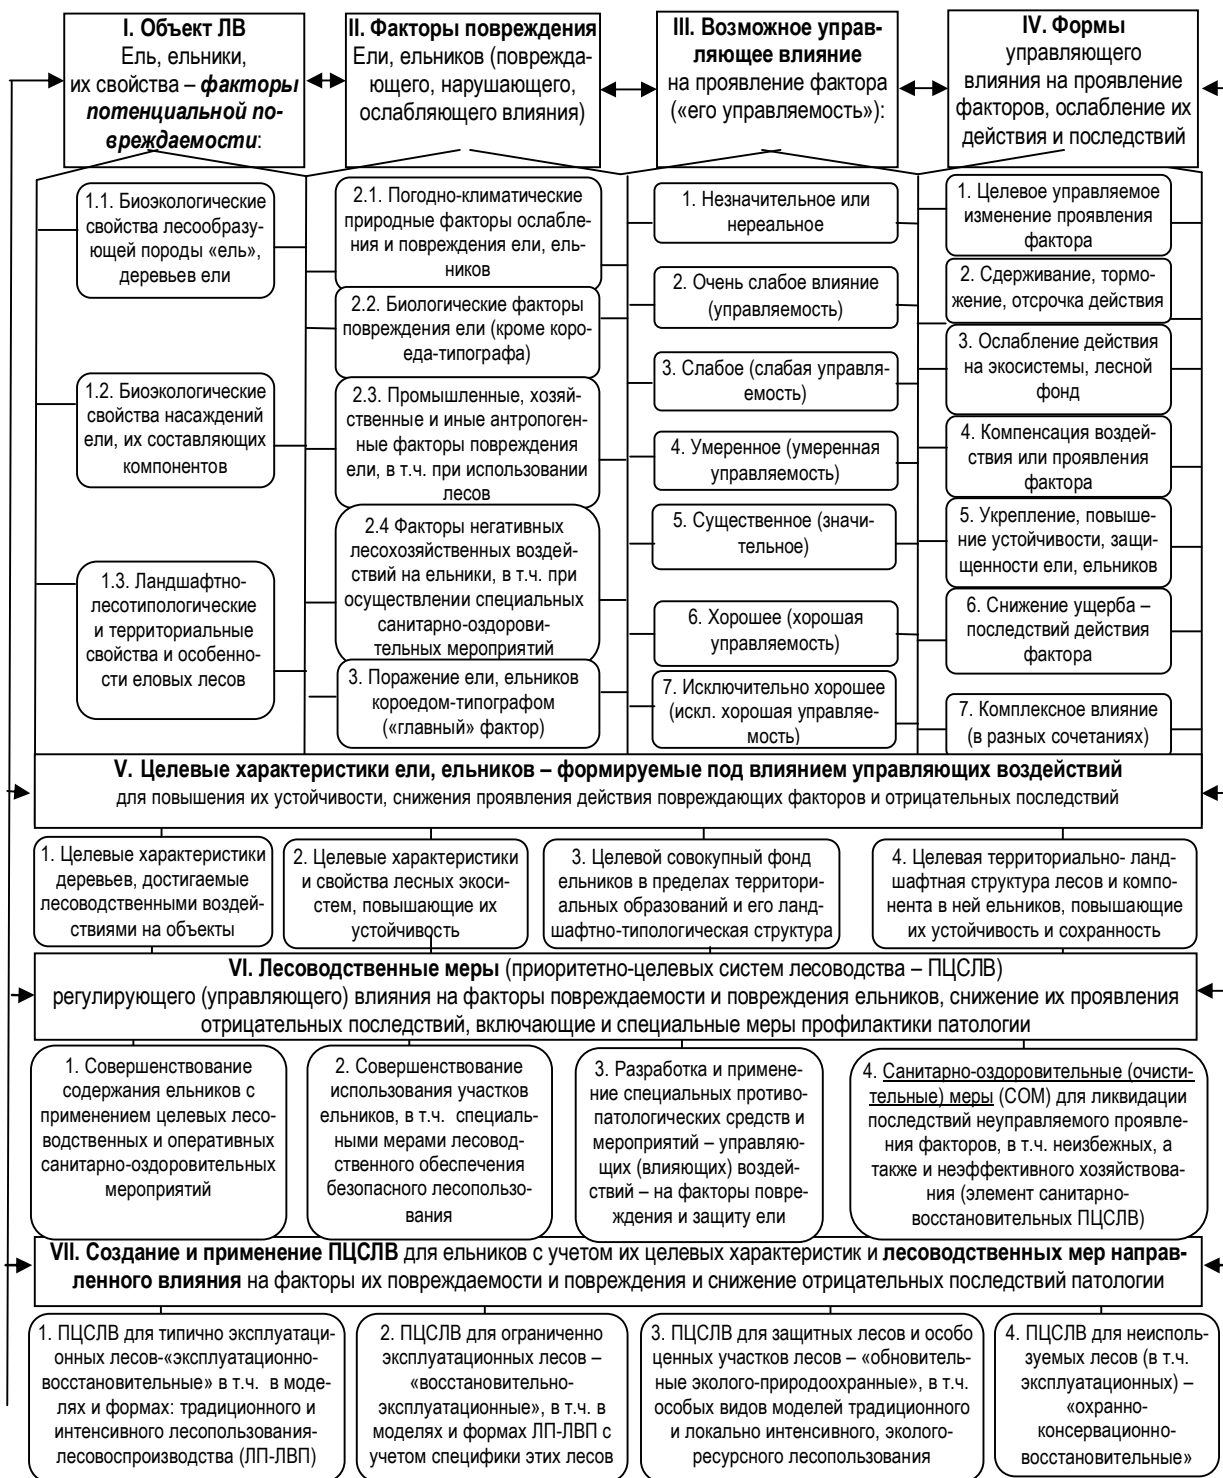 I. Объект ЛВ
Ель, ельники,
их свойства – факторы
потенциальной по-
вреждаемости:
II. Факторы повреждения
Ели, ельников (поврежда-
ющего, нарушающего,
ослабляющего влияния)
III. Возможное управ-
ляющее влияние
на проявление фактора
(«его управляемость»):
IV. Формы
управляющего
влияния на проявление
факторов, ослабление их
действия и последствий
1.1. Биоэкологические
свойства лесообразу-
ющей породы «ель»,
деревьев ели
1.2. Биоэкологические
свойства насаждений
ели, их составляющих
компонентов
1.3. Ландшафтно-
лесотипологические
и территориальные
свойства и особенно-
сти еловых лесов
2.1. Погодно-климатические
природные факторы ослабле-
ния и повреждения ели, ель-
ников
2.2. Биологические факторы
повреждения ели (кроме коро-
еда-типографа)
2.3. Промышленные, хозяй-
ственные и иные антропоген-
ные факторы повреждения
ели, в т.ч. при использовании
лесов
2.4 Факторы негативных
лесохозяйственных воздей-
ствий на ельники, в т.ч. при
осуществлении специальных
санитарно-оздорови-
тельных мероприятий
3. Поражение ели, ельников
короедом-типографом
(«главный» фактор)
1. Незначительное или
нереальное
2. Очень слабое влияние
(управляемость)
3. Слабое (слабая управля-
емость)
4. Умеренное (умеренная
управляемость)
5. Существенное (значи-
тельное)
6. Хорошее (хорошая
управляемость)
7. Исключительно хорошее
(искл. хорошая управляе-
мость)
1. Целевое управляемое
изменение проявления
фактора
2. Сдерживание, тормо-
жение, отсрочка действия
3. Ослабление действия
на экосистемы, лесной
фонд
4. Компенсация воздей-
ствия или проявления
фактора
5. Укрепление, повыше-
ние устойчивости, защи-
щенности ели, ельников
6. Снижение ущерба –
последствий действия
фактора
7. Комплексное влияние
(в разных сочетаниях)
V. Целевые характеристики ели, ельников – формируемые под влиянием управляющих воздействий
для повышения их устойчивости, снижения проявления действия повреждающих факторов и отрицательных последствий
1. Целевые характеристики
деревьев, достигаемые
лесоводственными воздей-
ствиями на объекты
2. Целевые характеристики
и свойства лесных экоси-
стем, повышающие их
устойчивость
3. Целевой совокупный фонд
ельников в пределах территори-
альных образований и его ланд-
шафтно-типологическая структура
4. Целевая территориально- ланд-
шафтная структура лесов и компо-
нента в ней ельников, повышающие
их устойчивость и сохранность
VI. Лесоводственные меры (приоритетно-целевых систем лесоводства – ПЦСЛВ)
регулирующего (управляющего) влияния на факторы повреждаемости и повреждения ельников, снижение их проявления
отрицательных последствий, включающие и специальные меры профилактики патологии
1. Совершенствование
содержания ельников с
применением целевых лесо-
водственных и оперативных
санитарно-оздоровительных
мероприятий
2. Совершенствование
использования участков
ельников, в т.ч. специаль-
ными мерами лесовод-
ственного обеспечения
безопасного лесопользо-
вания
3. Разработка и примене-
ние специальных противо-
патологических средств и
мероприятий – управляю-
щих (влияющих) воздей-
ствий – на факторы повре-
ждения и защиту ели
4. Санитарно-оздоровительные (очисти-
тельные) меры (СОМ) для ликвидации
последствий неуправляемого проявле-
ния факторов, в т.ч. неизбежных, а
также и неэффективного хозяйствова-
ния (элемент санитарно-
восстановительных ПЦСЛВ)
VII. Создание и применение ПЦСЛВ для ельников с учетом их целевых характеристик и лесоводственных мер направ-
ленного влияния на факторы их повреждаемости и повреждения и снижение отрицательных последствий патологии
1. ПЦСЛВ для типично эксплуатаци-
онных лесов-«эксплуатационно-
восстановительные» в т.ч. в моде-
лях и формах: традиционного и
интенсивного лесопользования-
лесовоспроизводства (ЛП-ЛВП)
2. ПЦСЛВ для ограниченно
эксплуатационных лесов –
«восстановительно-
эксплуатационные», в т.ч. в
моделях и формах ЛП-ЛВП с
учетом специфики этих лесов
3. ПЦСЛВ для защитных лесов и особо
ценных участков лесов – «обновитель-
ные эколого-природоохранные», в т.ч.
особых видов моделей традиционного
и локально интенсивного, эколого-
ресурсного лесопользования
4. ПЦСЛВ для неисполь-
зуемых лесов (в т.ч.
эксплуатационных) –
«охранно-
консервационно-
восстановительные»